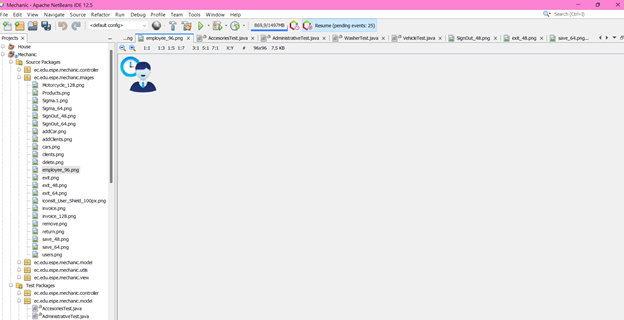 Mechanic - Apache NetBeans IDE 12.5
File Edit View Navigate Source Refactor Run Debug Profile Team Tools Window Help
Search (Ctrl+I)
<default config>
869,0/1497MB
Resume (pending events: 25)
Projects
...ng employee_96.png AccesoriesTest.java AdministrativeTest.java WasherTest.java VehicleTest.java SignOut_48.png exit_48.png save_64.png...
1:1 1:3 1:5 1:7 3:1 5:1 7:1 X:Y # 96x96 7,5 KB
House
Mechanic
Source Packages
ec.edu.espe.mechanic.controller
ec.edu.espe.mechanic.images
Motorcycle_128.png
Products.png
Sigma.1.png
Sigma_64.png
SignOut_48.png
SignOut_64.png
addCar.png
addClients.png
cars.png
clients.png
delete.png
employee_96.png
exit.png
exit_48.png
exit_64.png
icons8_User_Shield_100px.png
invoice.png
invoice_128.png
remove.png
return.png
save_48.png
save_64.png
users.png
ec.edu.espe.mechanic.model
ec.edu.espe.mechanic.utils
ec.edu.espe.mechanic.view
Test Packages
ec.edu.espe.mechanic.controller
ec.edu.espe.mechanic.model
AccesoriesTest.java
AdministrativeTest.java